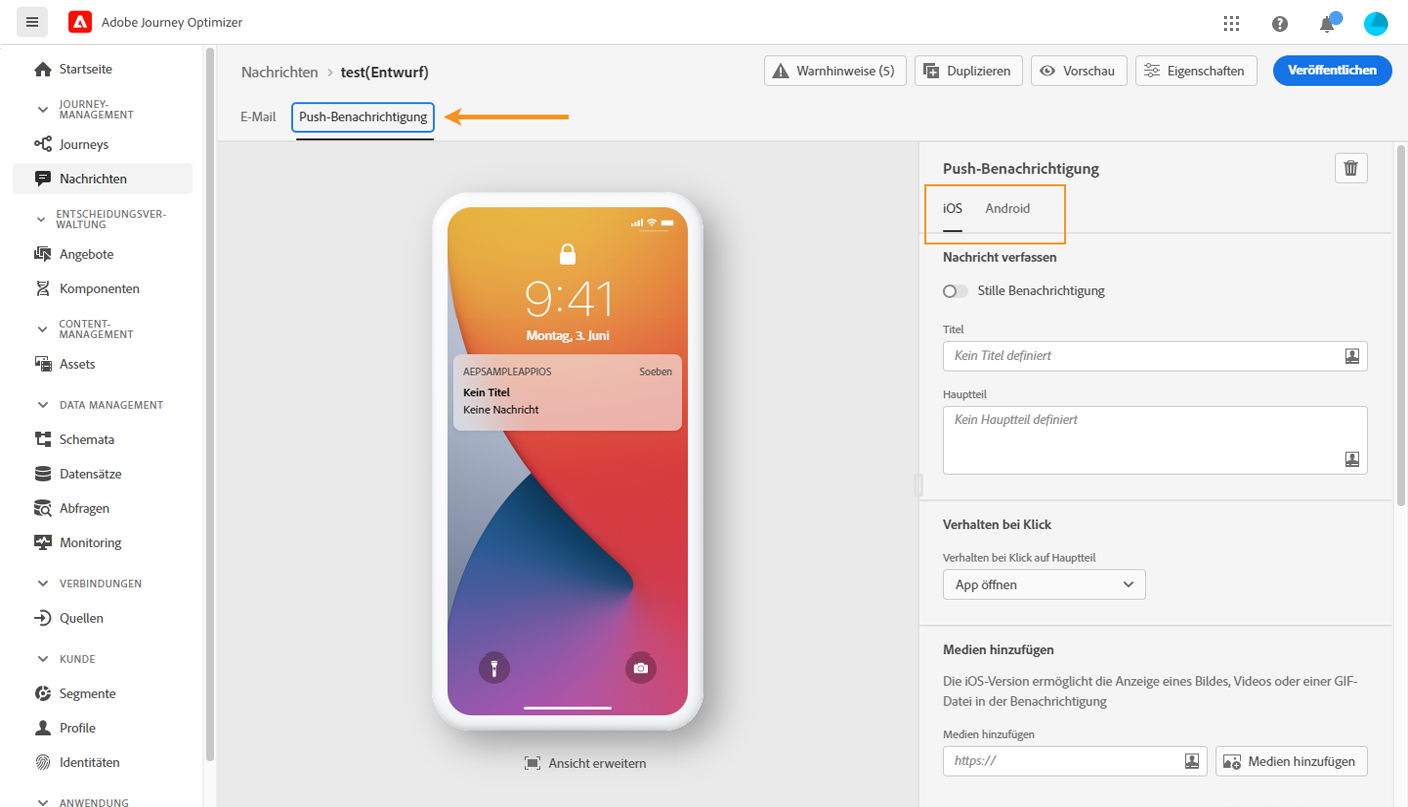 Adobe Journey Optimizer
Startseite
JOURNEY-
MANAGEMENT
Journeys
Nachrichten
ENTSCHEIDUNGSVER-
WALTUNG
Angebote
Komponenten
CONTENT-
MANAGEMENT
Assets
DATA MANAGEMENT
Schemata
Datensätze
Abfragen
Monitoring
VERBINDUNGEN
Quellen
KUNDE
Segmente
Profile
Identitäten
ANWENDUNG
Nachrichten > test(Entwurf)
Warnhinweise (5)
Duplizieren
Vorschau
Eigenschaften
Veröffentlichen
E-Mail
Push-Benachrichtigung
9:41
Montag, 3. Juni
AEPSAMPLEAPPIOS Soeben
Kein Titel
Keine Nachricht
Ansicht erweitern
Push-Benachrichtigung
iOS
Android
Nachricht verfassen
Stille Benachrichtigung
Titel
Kein Titel definiert
Hauptteil
Kein Hauptteil definiert
Verhalten bei Klick
Verhalten bei Klick auf Hauptteil
App öffnen
Medien hinzufügen
Die iOS-Version ermöglicht die Anzeige eines Bildes, Videos oder einer GIF-
Datei in der Benachrichtigung
Medien hinzufügen
https://
Medien hinzufügen